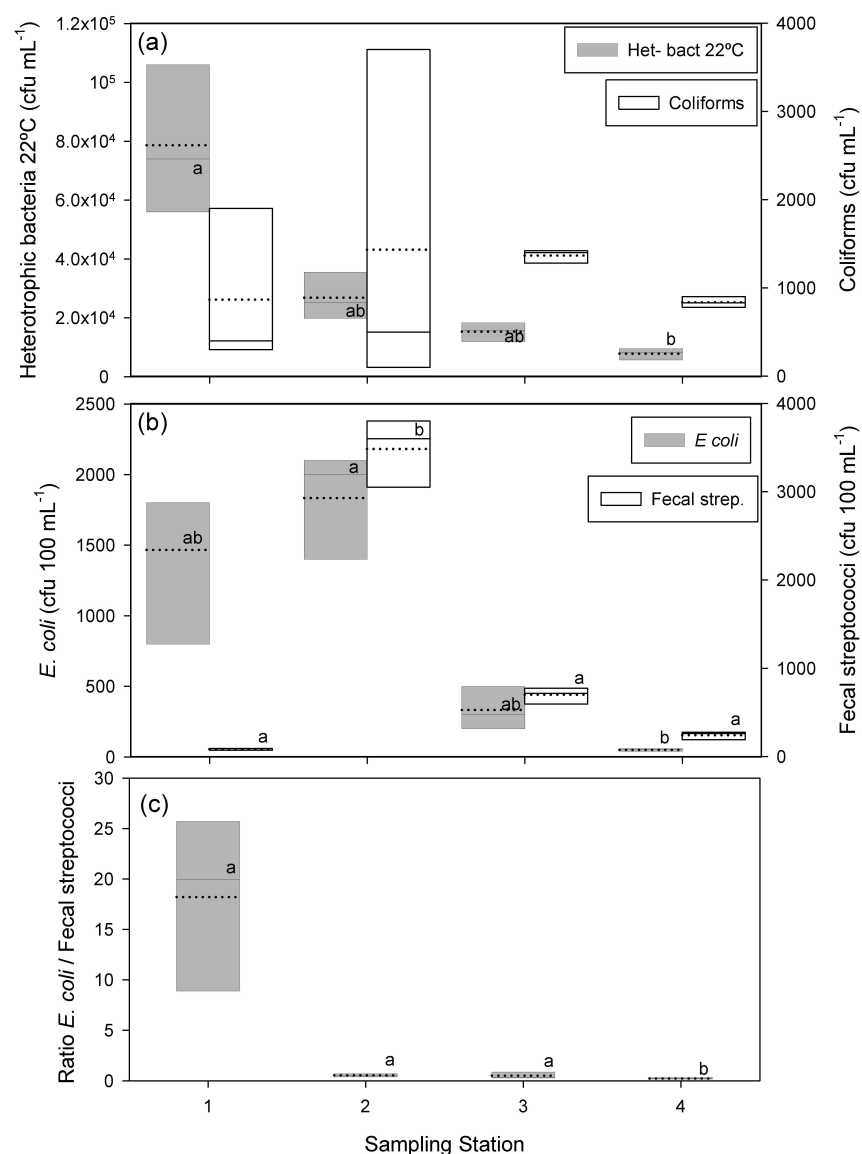 (a)
Heterotrophic bacteria 22ºC (cfu mL⁻¹)
1.2x10⁵
10⁵
8.0x10⁴
6.0x10⁴
4.0x10⁴
2.0x10⁴
0
Het- bact 22ºC
Coliforms
a
ab
ab
b
4000
3000
2000
1000
0
Coliforms (cfu mL⁻¹)
(b)
E. coli (cfu 100 mL⁻¹)
2500
2000
1500
1000
500
0
E coli
Fecal strep.
ab
a
a
b
ab
a
b
a
4000
3000
2000
1000
0
Fecal streptococci (cfu 100 mL⁻¹)
(c)
Ratio E. coli / Fecal streptococci
30
25
20
15
10
5
0
a
a
a
b
1 2 3 4
Sampling Station